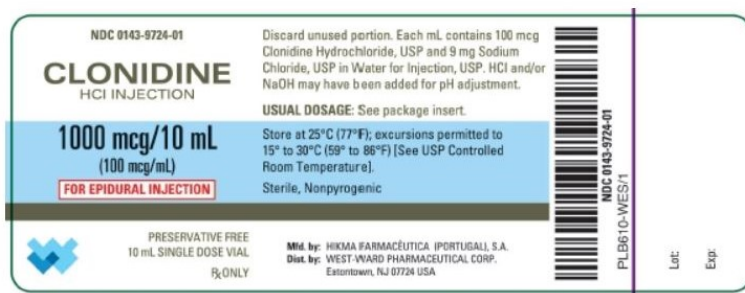 NDC 0143-9724-01
CLONIDINE
HCI INJECTION
1000 mcg/10 mL
(100 mcg/mL)
FOR EPIDURAL INJECTION
PRESERVATIVE FREE
10 mL SINGLE DOSE VIAL
℞ ONLY
Discard unused portion. Each mL contains 100 mcg
Clonidine Hydrochloride, USP and 9 mg Sodium
Chloride, USP in Water for Injection, USP. HCl and/or
NaOH may have been added for pH adjustment.
USUAL DOSAGE: See package insert.
Store at 25°C (77°F); excursions permitted to
15° to 30°C (59° to 86°F) [See USP Controlled
Room Temperature].
Sterile, Nonpyrogenic
Mfd. by: HIKMA FARMACÊUTICA (PORTUGAL), S.A.
Dist. by: WEST-WARD PHARMACEUTICAL CORP.
Eatontown, NJ 07724 USA
NDC 0143-9724-01
PLB610-WES/1
Lot:
Exp: